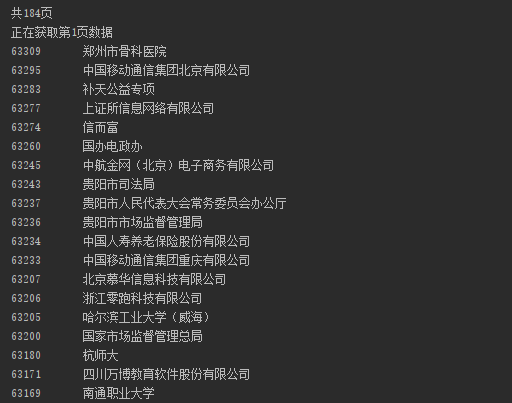 共184页
正在获取第1页数据
63309 郑州市骨科医院
63295 中国移动通信集团北京有限公司
63283 补天公益专项
63277 上证所信息网络有限公司
63274 信而富
63260 国办电政办
63245 中航金网（北京）电子商务有限公司
63243 贵阳市司法局
63237 贵阳市人民代表大会常务委员会办公厅
63236 贵阳市市场监督管理局
63234 中国人寿养老保险股份有限公司
63233 中国移动通信集团重庆有限公司
63207 北京慕华信息科技有限公司
63206 浙江零跑科技有限公司
63205 哈尔滨工业大学（威海）
63200 国家市场监督管理总局
63180 杭师大
63171 四川万博教育软件股份有限公司
63169 南通职业大学